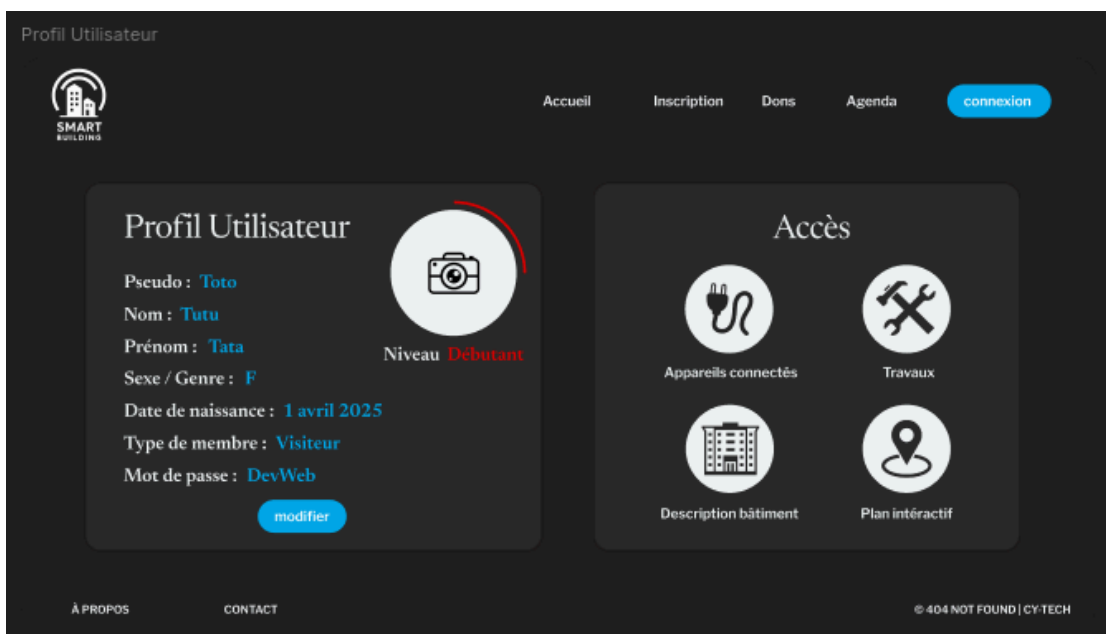 Profil Utilisateur
SMART
BUILDING
Accueil Inscription Dons Agenda connexion
Profil Utilisateur
Pseudo : Toto
Nom : Tutu
Prénom : Tata
Sexe / Genre : F
Date de naissance : 1 avril 2025
Type de membre : Visiteur
Mot de passe : DevWeb
modifier
Niveau Débutant
Accès
Appareils connectés
Travaux
Description bâtiment
Plan intéractif
À PROPOS CONTACT © 404 NOT FOUND | CY-TECH